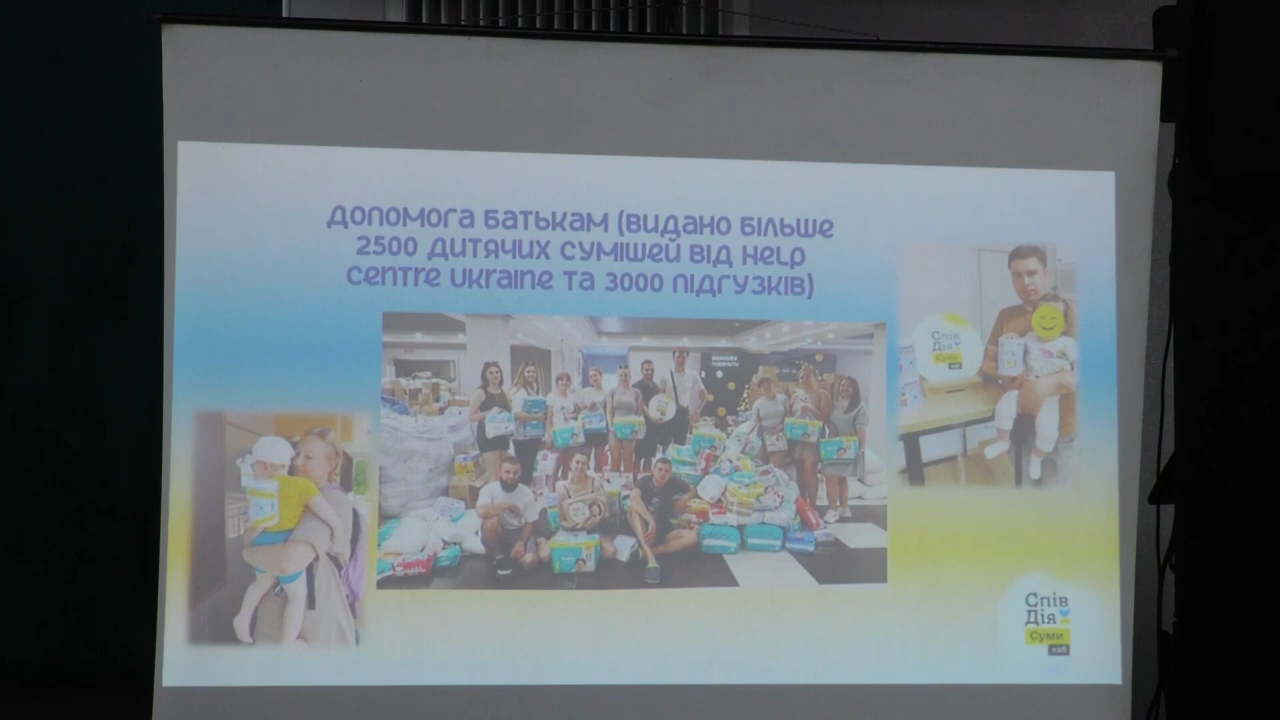 Допомога батькам (видано більше
2500 дитячих сумішей від Help
Centre Ukraine та 3000 підгузків)
Спів
Дія
Суми
хаб
Спів
Дія
Суми
хаб